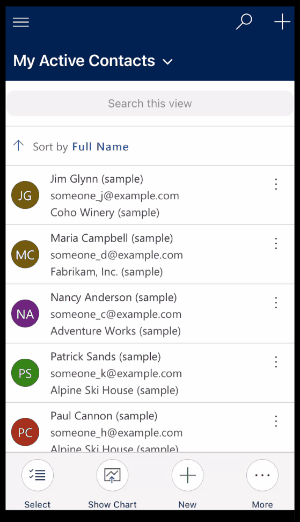 My Active Contacts
Search this view
Sort by Full Name
JG
Jim Glynn (sample)
someone_j@example.com
Coho Winery (sample)
MC
Maria Campbell (sample)
someone_d@example.com
Fabrikam, Inc. (sample)
NA
Nancy Anderson (sample)
someone_c@example.com
Adventure Works (sample)
PS
Patrick Sands (sample)
someone_k@example.com
Alpine Ski House (sample)
PC
Paul Cannon (sample)
someone_h@example.com
Alpine Ski House (sample)
Select
Show Chart
New
More